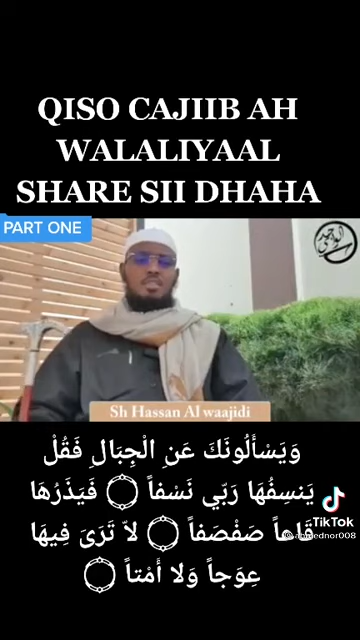 QISO CAJIIB AH
WALALIYAAL
SHARE SII DHAHA
PART ONE
Sh Hassan Al waajidi
وَيَسْأَلُونَكَ عَنِ الْجِبَالِ فَقُلْ
يَنسِفُهَا رَبِّي نَسْفاً ۝ فَيَذَرُهَا
قَاعاً صَفْصَفاً ۝ لاّ تَرَىٰ فِيهَا
عِوَجاً وَلا أَمْتاً ۝
TikTok